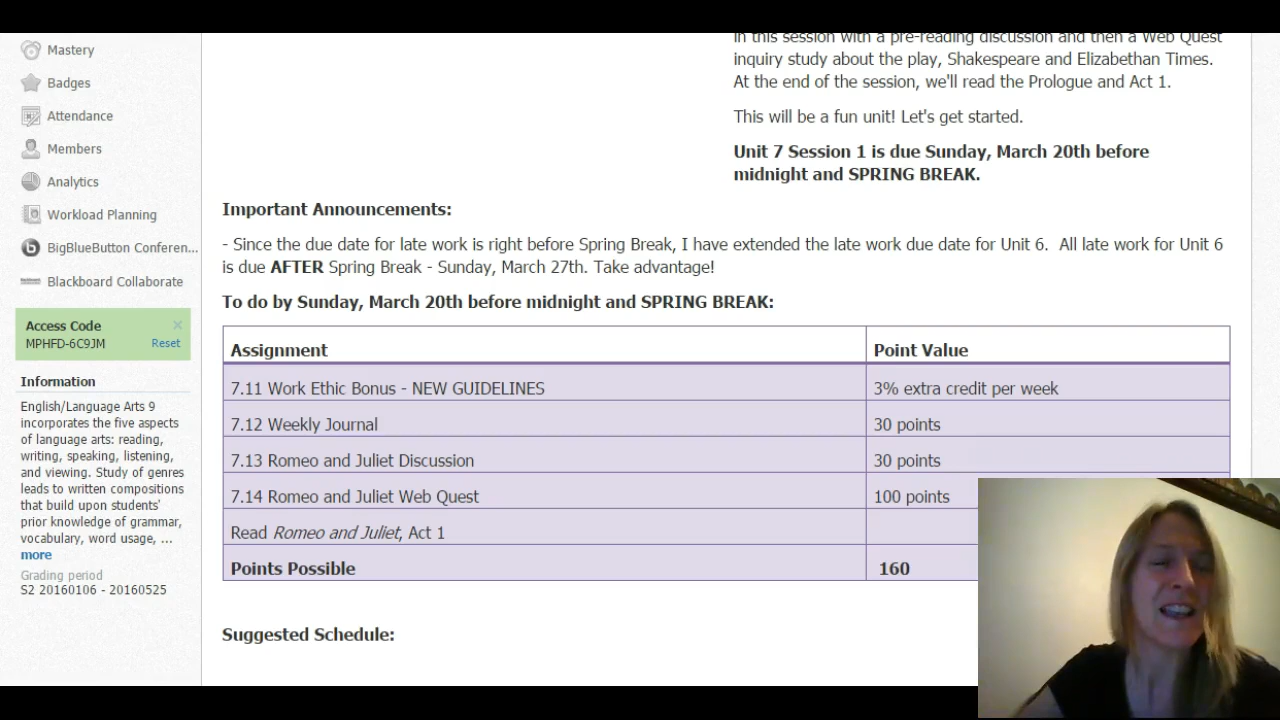 Mastery
Badges
Attendance
Members
Analytics
Workload Planning
BigBlueButton Conferen...
Blackboard Collaborate
Access Code
MPHFD-6C9JM Reset
Information
English/Language Arts 9
incorporates the five aspects
of language arts: reading,
writing, speaking, listening,
and viewing. Study of genres
leads to written compositions
that build upon students'
prior knowledge of grammar,
vocabulary, word usage, ...
more
Grading period
S2 20160106 - 20160525
in this session with a pre-reading discussion and then a Web Quest
inquiry study about the play, Shakespeare and Elizabethan Times.
At the end of the session, we'll read the Prologue and Act 1.
This will be a fun unit! Let's get started.
Unit 7 Session 1 is due Sunday, March 20th before
midnight and SPRING BREAK.
Important Announcements:
- Since the due date for late work is right before Spring Break, I have extended the late work due date for Unit 6. All late work for Unit 6
is due AFTER Spring Break - Sunday, March 27th. Take advantage!
To do by Sunday, March 20th before midnight and SPRING BREAK:
Assignment Point Value
7.11 Work Ethic Bonus - NEW GUIDELINES 3% extra credit per week
7.12 Weekly Journal 30 points
7.13 Romeo and Juliet Discussion 30 points
7.14 Romeo and Juliet Web Quest 100 points
Read Romeo and Juliet, Act 1
Points Possible 160
Suggested Schedule: